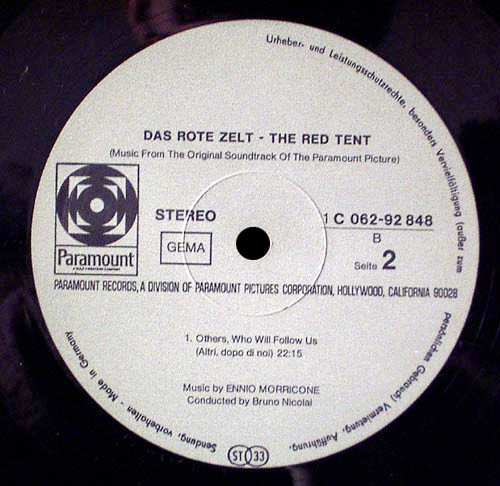 Urheber- und Leistungsschutzrechte, besonders Vervielfältigung (außer zum
persönlichen Gebrauch) Vermietung, Aufführung,
Sendung, vorbehalten - Made in Germany
DAS ROTE ZELT - THE RED TENT
(Music From The Original Soundtrack Of The Paramount Picture)
Paramount
STEREO
GEMA
1 C 062-92 848
B
Seite 2
PARAMOUNT RECORDS, A DIVISION OF PARAMOUNT PICTURES CORPORATION, HOLLYWOOD, CALIFORNIA 90028
1. Others, Who Will Follow Us
(Altri, dopo di noi) 22:15
Music by ENNIO MORRICONE
Conducted by Bruno Nicolai
ST 33